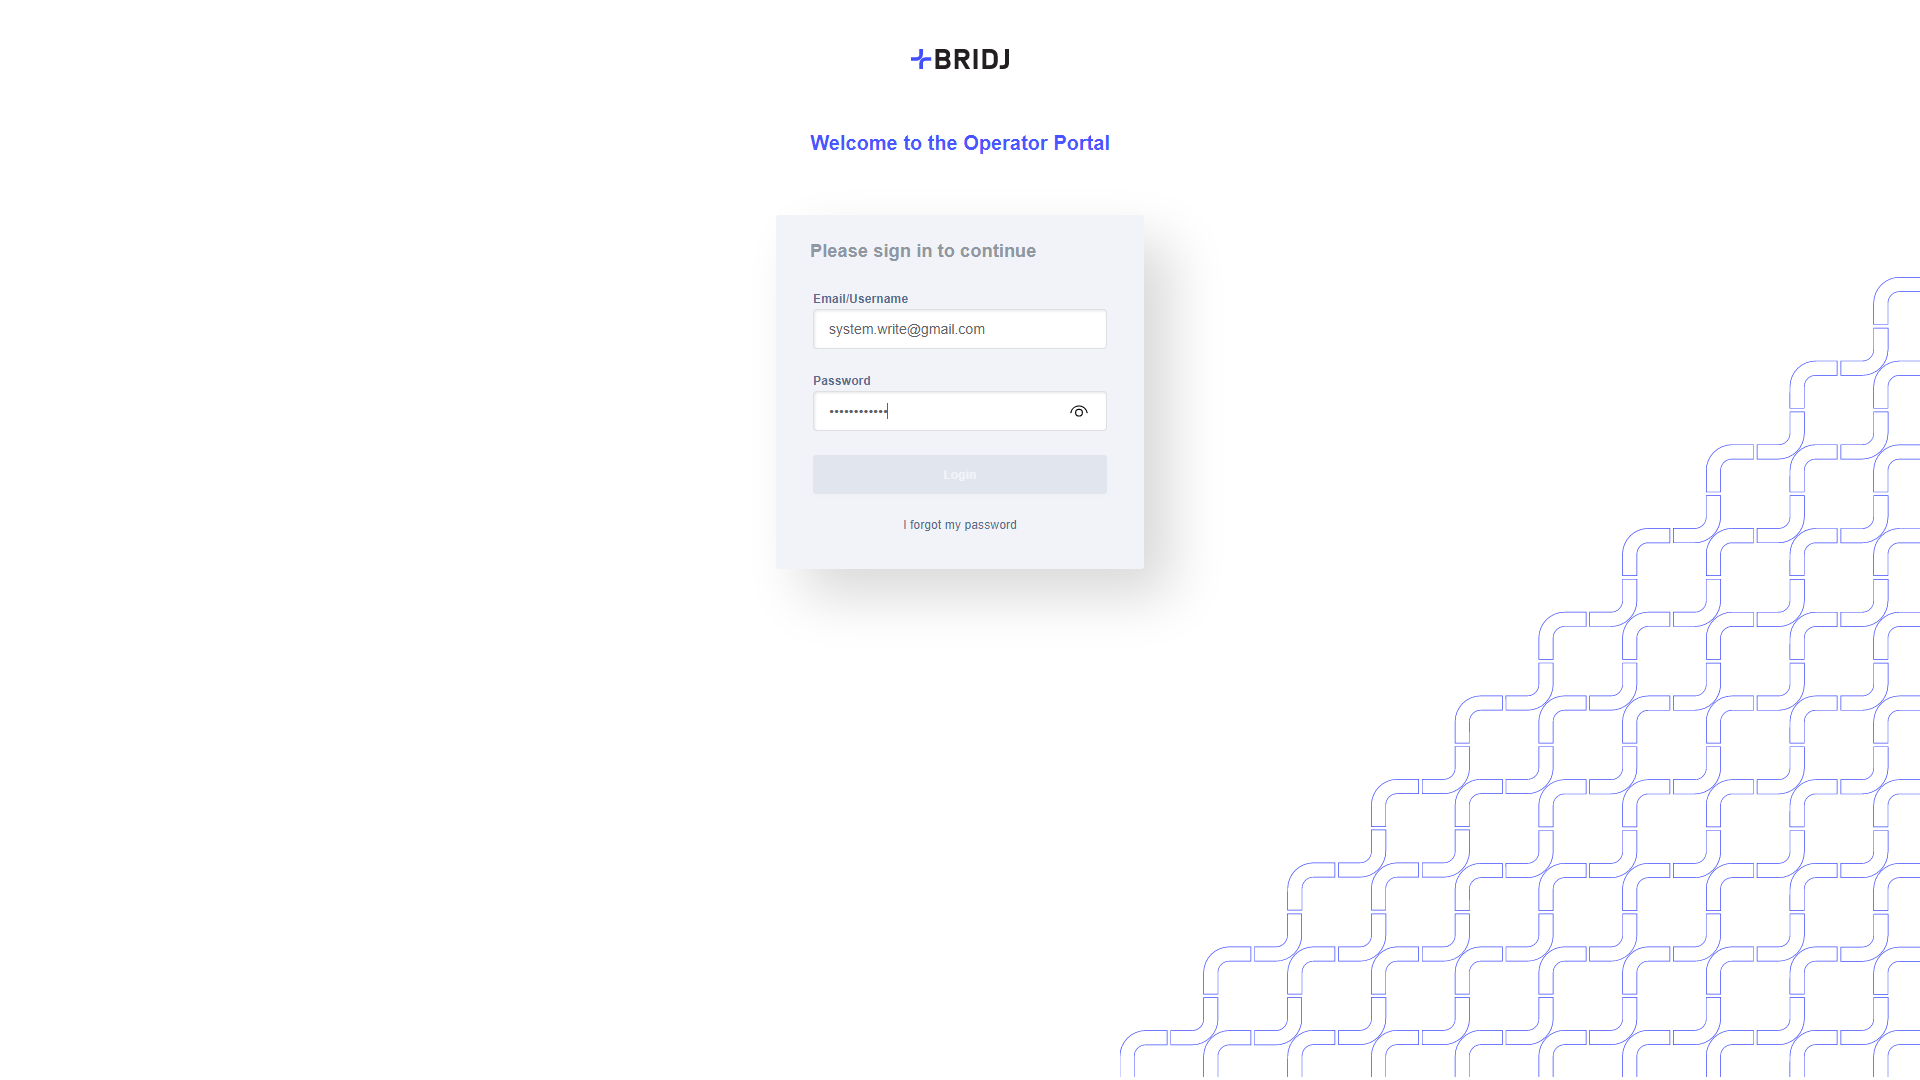 BRIDJ
Welcome to the Operator Portal
Please sign in to continue
Email/Username
system.write@gmail.com
Password
••••••••••••
Login
I forgot my password